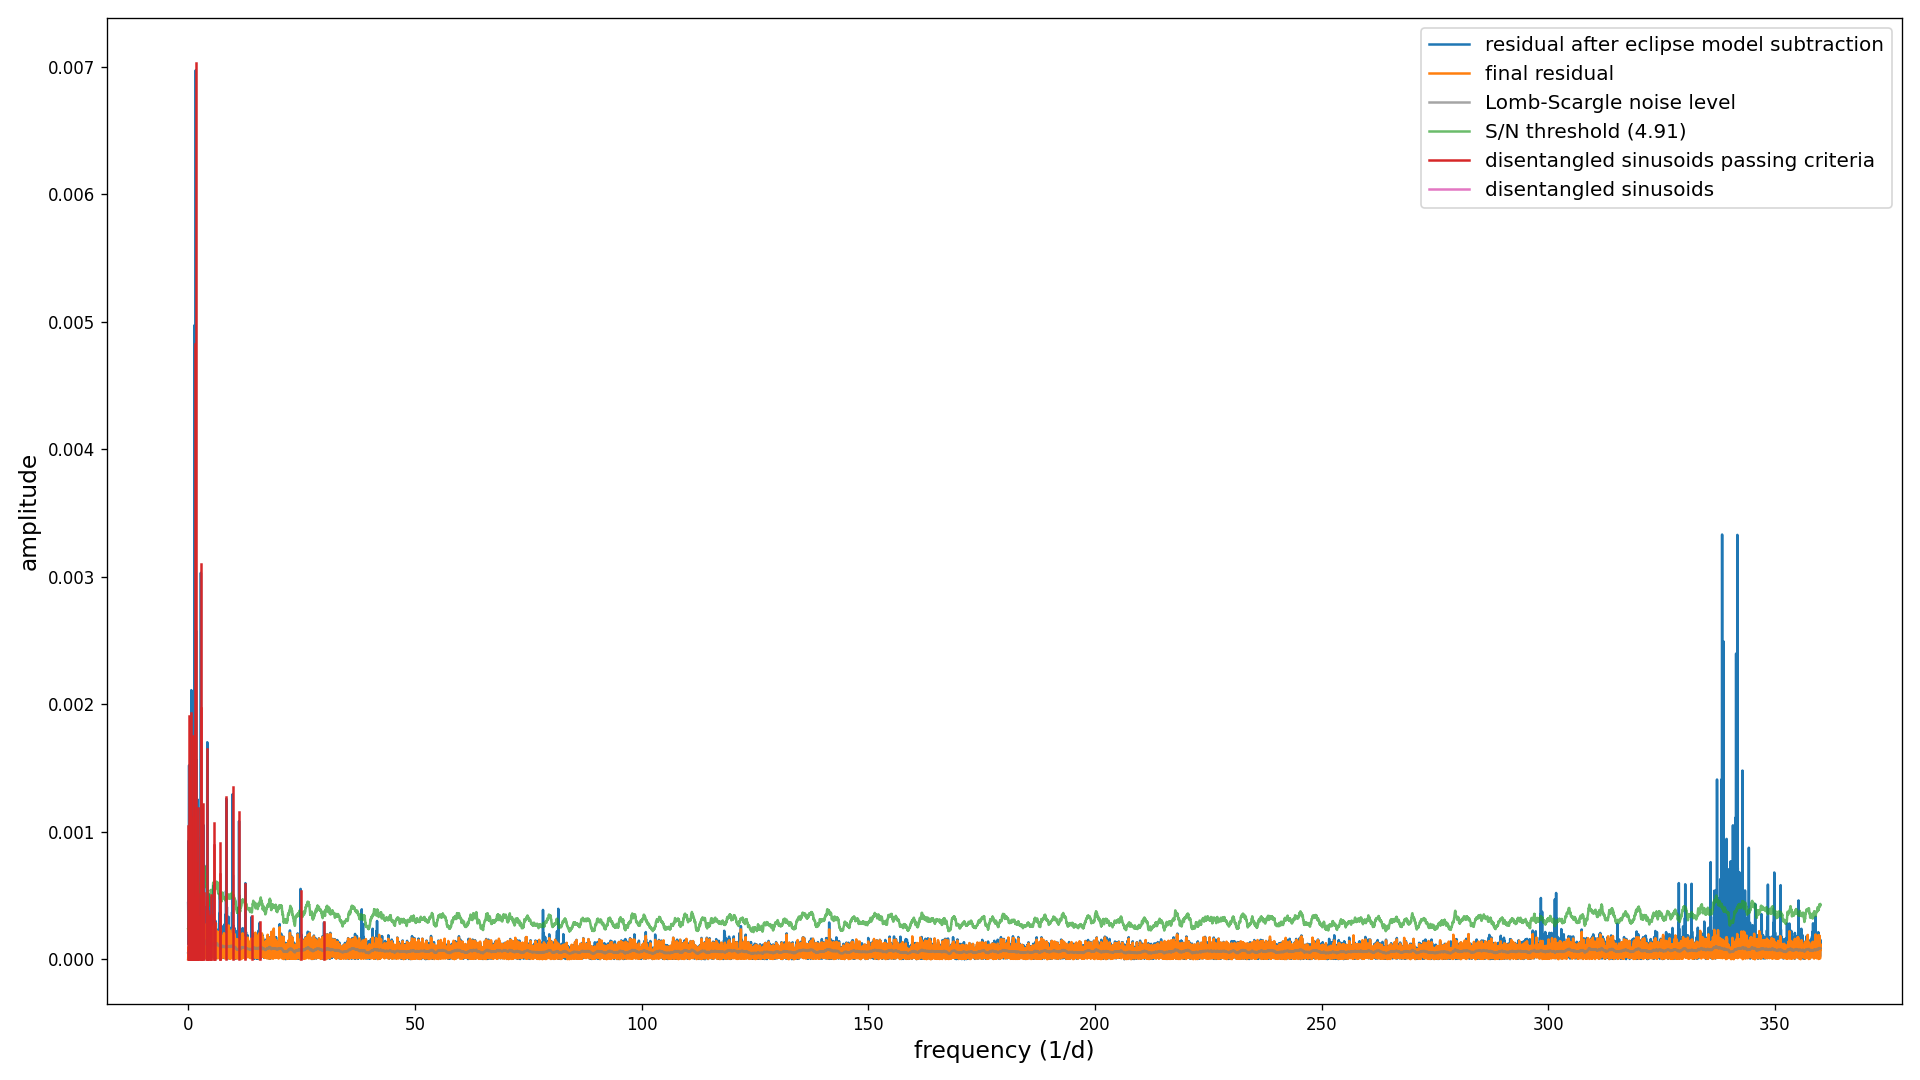 residual after eclipse model subtraction
final residual
Lomb-Scargle noise level
S/N threshold (4.91)
disentangled sinusoids passing criteria
disentangled sinusoids
amplitude
0.007
0.006
0.005
0.004
0.003
0.002
0.001
0.000
0 50 100 150 200 250 300 350
frequency (1/d)